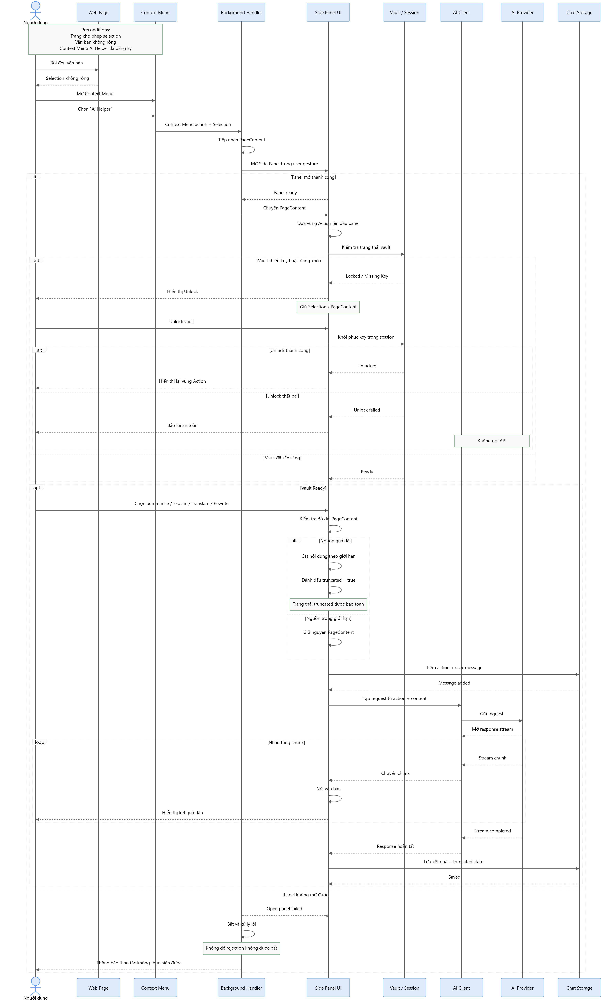 Người dùng
Web Page
Context Menu
Background Handler
Side Panel UI
Vault / Session
AI Client
AI Provider
Chat Storage
Preconditions:
Trang cho phép selection
Văn bản không rỗng
Context Menu AI Helper đã đăng ký
Bôi đen văn bản
Selection không rỗng
Mở Context Menu
Chọn "AI Helper"
Context Menu action + Selection
Tiếp nhận PageContent
Mở Side Panel trong user gesture
alt
[Panel mở thành công]
Panel ready
Chuyển PageContent
Đưa vùng Action lên đầu panel
Kiểm tra trạng thái vault
alt
[Vault thiếu key hoặc đang khóa]
Locked / Missing Key
Hiển thị Unlock
Giữ Selection / PageContent
Unlock vault
Khôi phục key trong session
alt
[Unlock thành công]
Unlocked
Hiển thị lại vùng Action
[Unlock thất bại]
Unlock failed
Báo lỗi an toàn
Không gọi API
[Vault đã sẵn sàng]
Ready
opt
[Vault Ready]
Chọn Summarize / Explain / Translate / Rewrite
Kiểm tra độ dài PageContent
alt
[Nguồn quá dài]
Cắt nội dung theo giới hạn
Đánh dấu truncated = true
Trạng thái truncated được bảo toàn
[Nguồn trong giới hạn]
Giữ nguyên PageContent
Thêm action + user message
Message added
Tạo request từ action + content
Gửi request
Mở response stream
loop
[Nhận từng chunk]
Stream chunk
Chuyển chunk
Nối văn bản
Hiển thị kết quả dần
Stream completed
Response hoàn tất
Lưu kết quả + truncated state
Saved
[Panel không mở được]
Open panel failed
Bắt và xử lý lỗi
Không để rejection không được bắt
Thông báo thao tác không thực hiện được
Người dùng
Web Page
Context Menu
Background Handler
Side Panel UI
Vault / Session
AI Client
AI Provider
Chat Storage